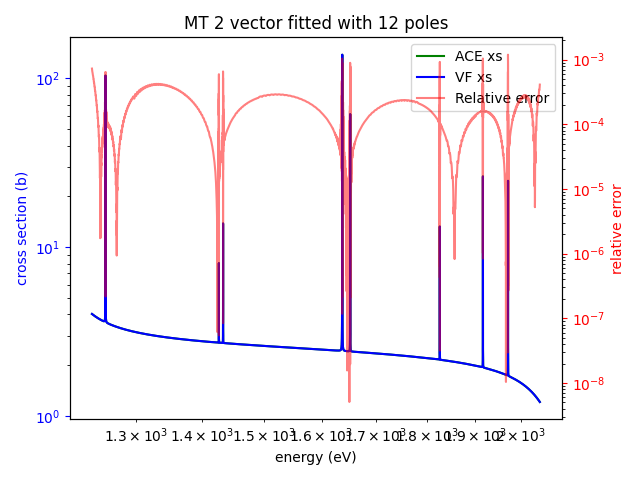 MT 2 vector fitted with 12 poles
ACE xs
VF xs
Relative error
cross section (b)
10²
10¹
10⁰
relative error
10⁻³
10⁻⁴
10⁻⁵
10⁻⁶
10⁻⁷
10⁻⁸
1.3 × 10³ 1.4 × 10³ 1.5 × 10³ 1.6 × 10³ 1.7 × 10³ 1.8 × 10³ 1.9 × 10³ 2 × 10³
energy (eV)